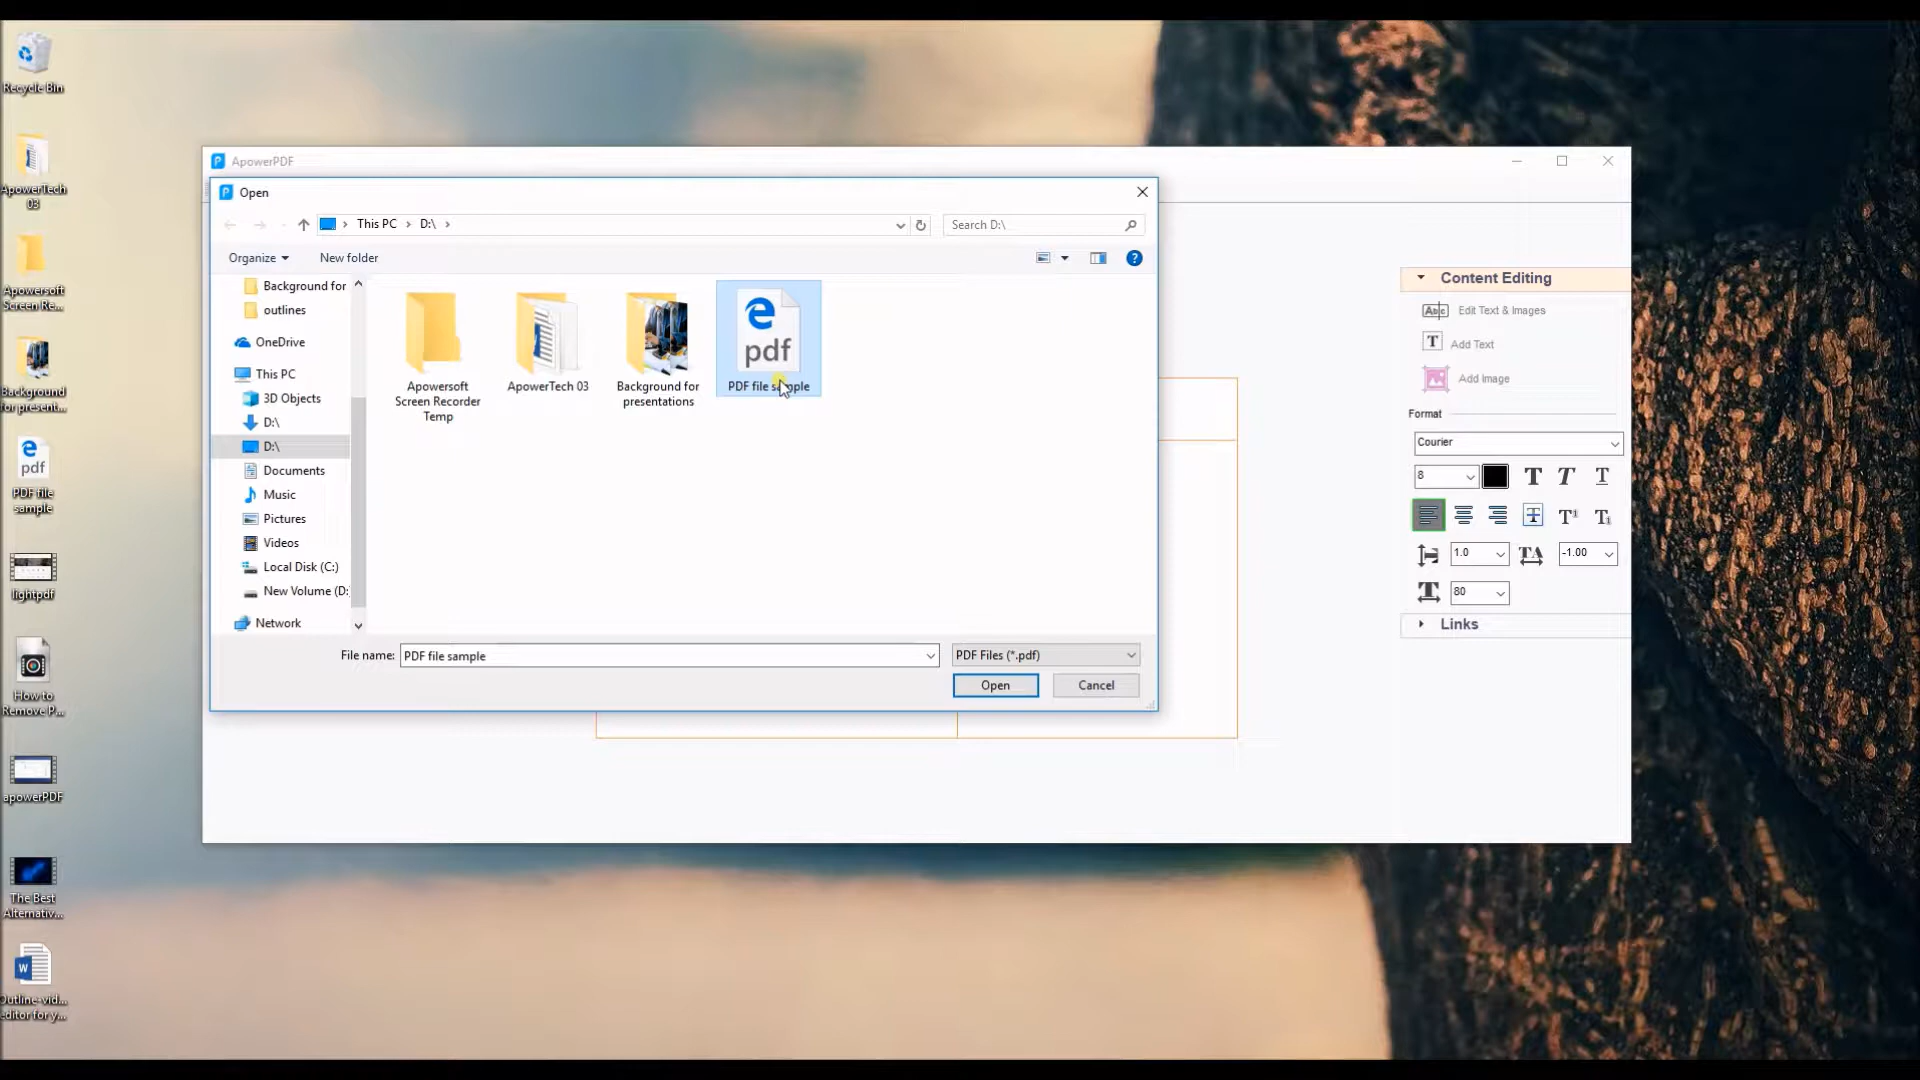 Recycle Bin
ApowerTech
03
Apowersoft
Screen Re...
Background
for present...
pdf
PDF file
sample
lightpdf
How to
Remove P...
apowerPDF
The Best
Alternativ...
W
Outline-vid...
editor for y...
P ApowerPDF
P Open
This PC > D:\ >
Search D:\
Organize
New folder
?
Background for
outlines
OneDrive
This PC
3D Objects
D:\
D:\
Documents
Music
Pictures
Videos
Local Disk (C:)
New Volume (D:
Network
Apowersoft
Screen Recorder
Temp
ApowerTech 03
Background for
presentations
pdf
PDF file sample
File name: PDF file sample
PDF Files (*.pdf)
Open
Cancel
Content Editing
Edit Text & Images
T Add Text
Add Image
Format
Courier
8 T T T
T T1 T1
1.0 TA -1.00
T 80
Links